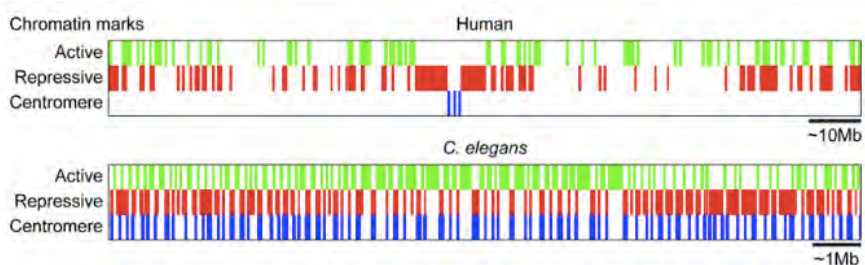 Chromatin marks Human
Active
Repressive
Centromere
~10Mb
C. elegans
Active
Repressive
Centromere
~1Mb